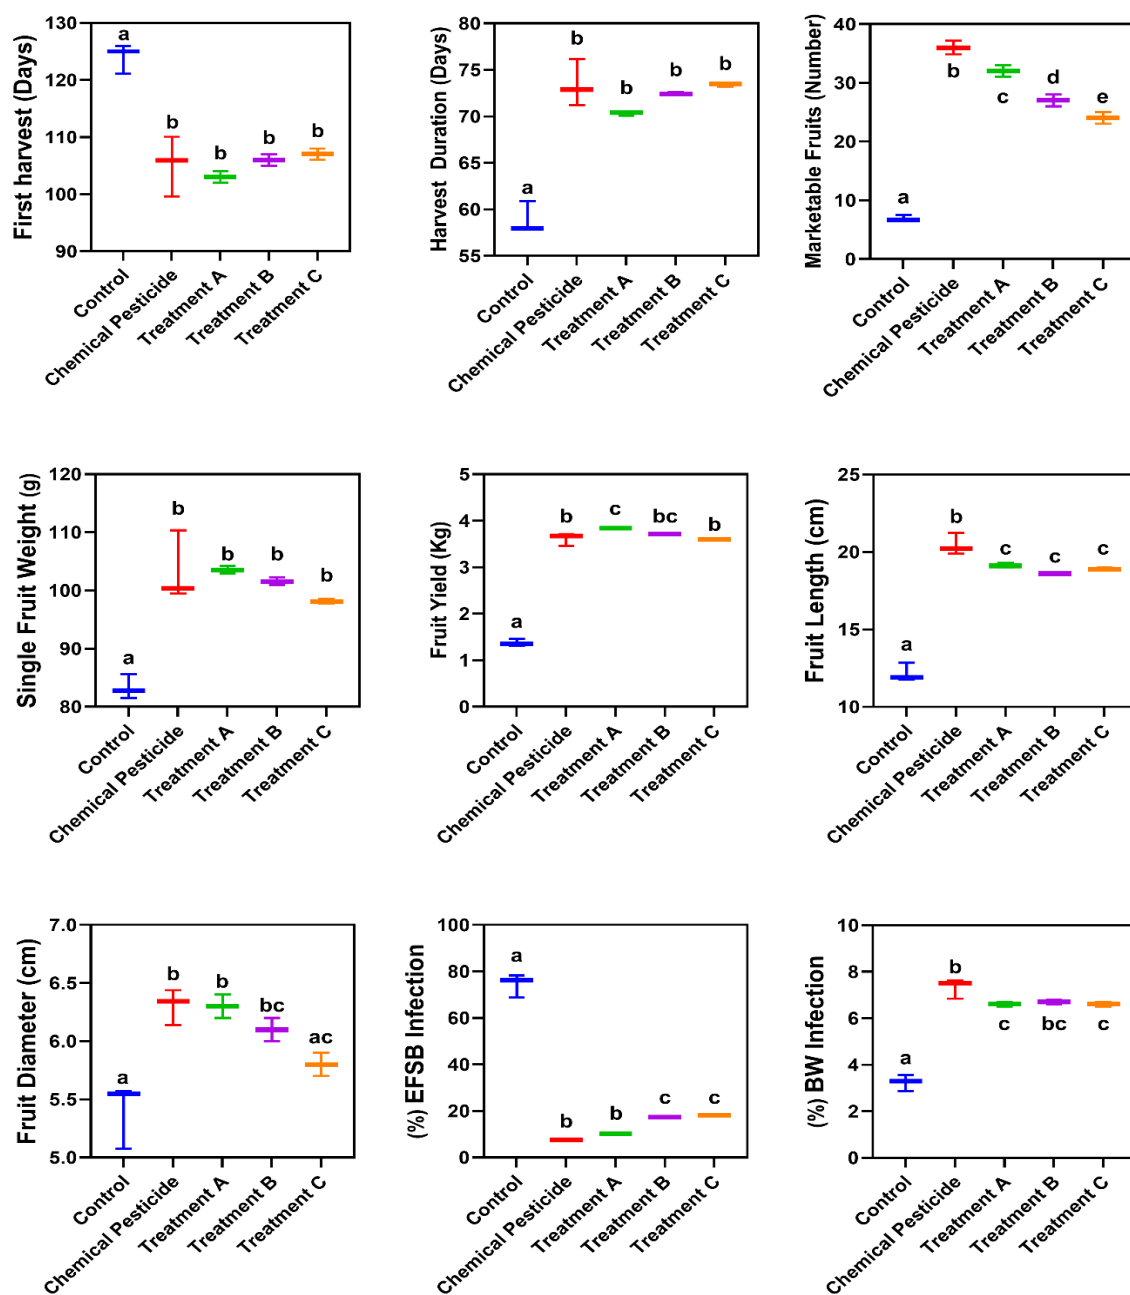 First harvest (Days)
130
120
110
100
90
a
b
b
b
b
Control
Chemical Pesticide
Treatment A
Treatment B
Treatment C
Harvest Duration (Days)
80
75
70
65
60
55
a
b
b
b
b
Control
Chemical Pesticide
Treatment A
Treatment B
Treatment C
Marketable Fruits (Number)
40
30
20
10
0
a
b
c
d
e
Control
Chemical Pesticide
Treatment A
Treatment B
Treatment C
Single Fruit Weight (g)
120
110
100
90
80
a
b
b
b
b
Control
Chemical Pesticide
Treatment A
Treatment B
Treatment C
Fruit Yield (Kg)
5
4
3
2
1
0
a
b
c
bc
b
Control
Chemical Pesticide
Treatment A
Treatment B
Treatment C
Fruit Length (cm)
25
20
15
10
a
b
c
c
c
Control
Chemical Pesticide
Treatment A
Treatment B
Treatment C
Fruit Diameter (cm)
7.0
6.5
6.0
5.5
5.0
a
b
b
bc
ac
Control
Chemical Pesticide
Treatment A
Treatment B
Treatment C
(%) EFSB Infection
100
80
60
40
20
0
a
b
b
c
c
Control
Chemical Pesticide
Treatment A
Treatment B
Treatment C
(%) BW Infection
10
8
6
4
2
0
a
b
c
bc
c
Control
Chemical Pesticide
Treatment A
Treatment B
Treatment C